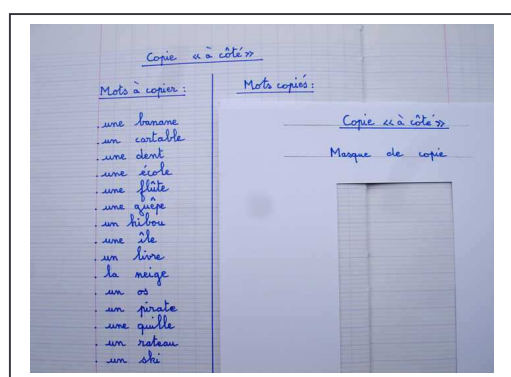 Copie «à côté»
Mots à copier :
Mots copiés :
. une banane
. un cartable
. une dent
. une école
. une flûte
. une guêpe
. un hibou
. une île
. un livre
. la neige
. un os
. un pirate
. une quille
. un rateau
. un ski
Copie «à côté»
Masque de copie